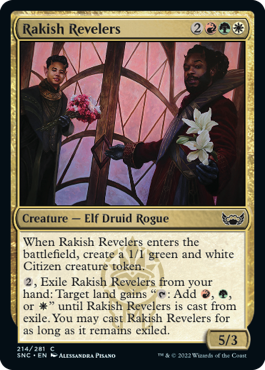 Rakish Revelers 2
Creature — Elf Druid Rogue
When Rakish Revelers enters the
battlefield, create a 1/1 green and white
Citizen creature token.
2, Exile Rakish Revelers from your
hand: Target land gains “: Add , ,
or ” until Rakish Revelers is cast from
exile. You may cast Rakish Revelers for
as long as it remains exiled.
5/3
214/281 C
SNC • EN Alessandra Pisano
™ & © 2022 Wizards of the Coast